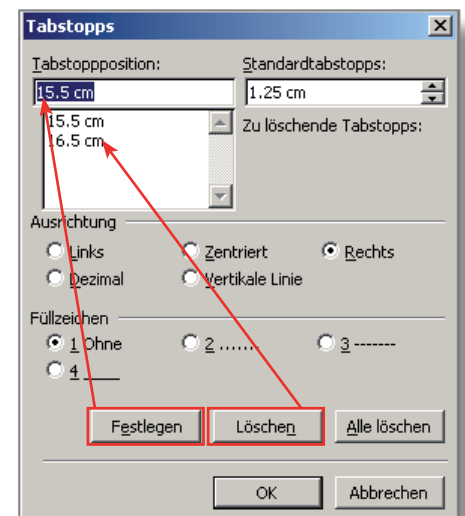 Tabstopps
Tabstoppposition: Standardtabstopps:
15.5 cm 1.25 cm
15.5 cm Zu löschende Tabstopps:
16.5 cm
Ausrichtung
Links Zentriert Rechts
Dezimal Vertikale Linie
Füllzeichen
1 Ohne 2 ....... 3 -------
4 ____
Festlegen Löschen Alle löschen
OK Abbrechen